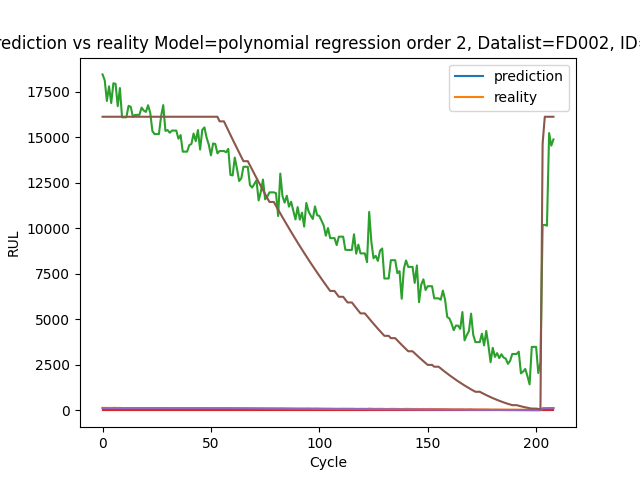 rediction vs reality Model=polynomial regression order 2, Datalist=FD002, ID=
prediction
reality
RUL
17500
15000
12500
10000
7500
5000
2500
0
0 50 100 150 200
Cycle